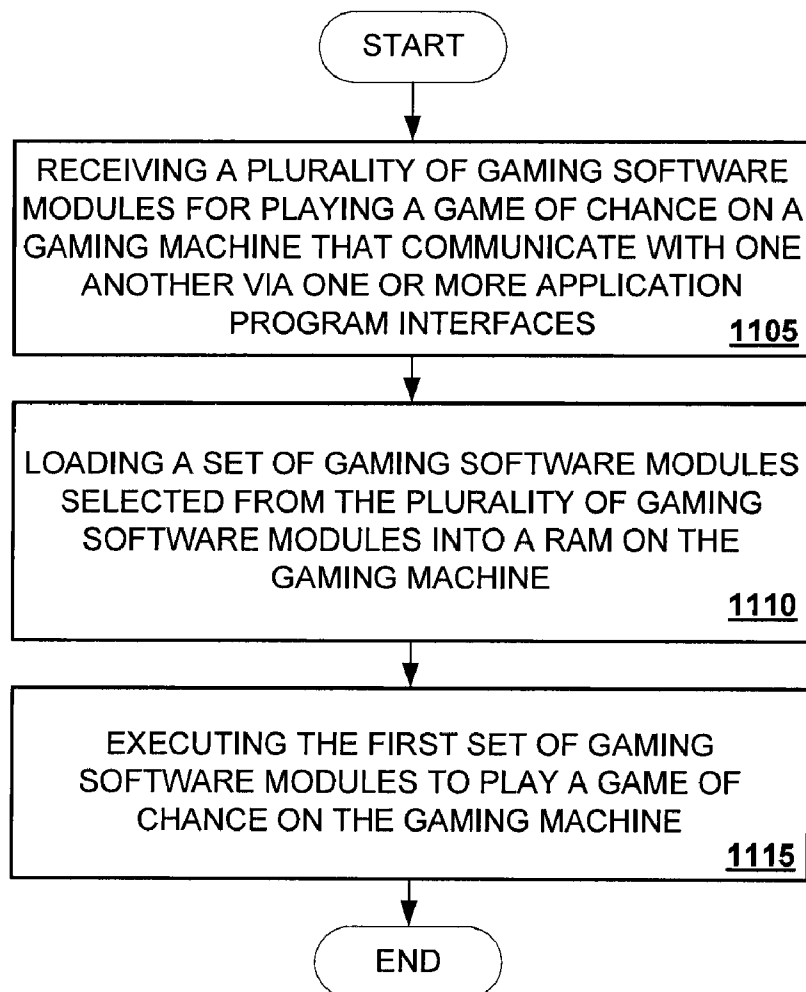 START
RECEIVING A PLURALITY OF GAMING SOFTWARE
MODULES FOR PLAYING A GAME OF CHANCE ON A
GAMING MACHINE THAT COMMUNICATE WITH ONE
ANOTHER VIA ONE OR MORE APPLICATION
PROGRAM INTERFACES
1105
LOADING A SET OF GAMING SOFTWARE MODULES
SELECTED FROM THE PLURALITY OF GAMING
SOFTWARE MODULES INTO A RAM ON THE
GAMING MACHINE
1110
EXECUTING THE FIRST SET OF GAMING
SOFTWARE MODULES TO PLAY A GAME OF
CHANCE ON THE GAMING MACHINE
1115
END